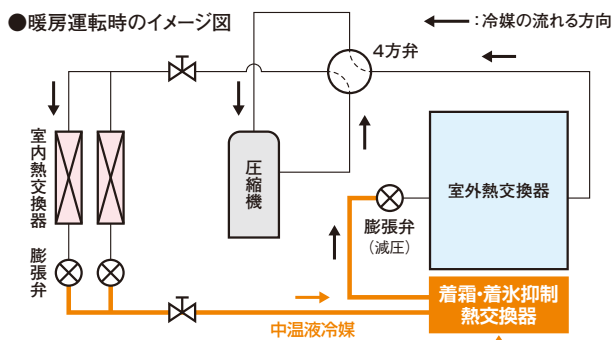 ●暖房運転時のイメージ図
：冷媒の流れる方向
4方弁
室内熱交換器
圧縮機
室外熱交換器
膨張弁
（減圧）
膨張弁
着霜・着氷抑制
熱交換器
中温液冷媒